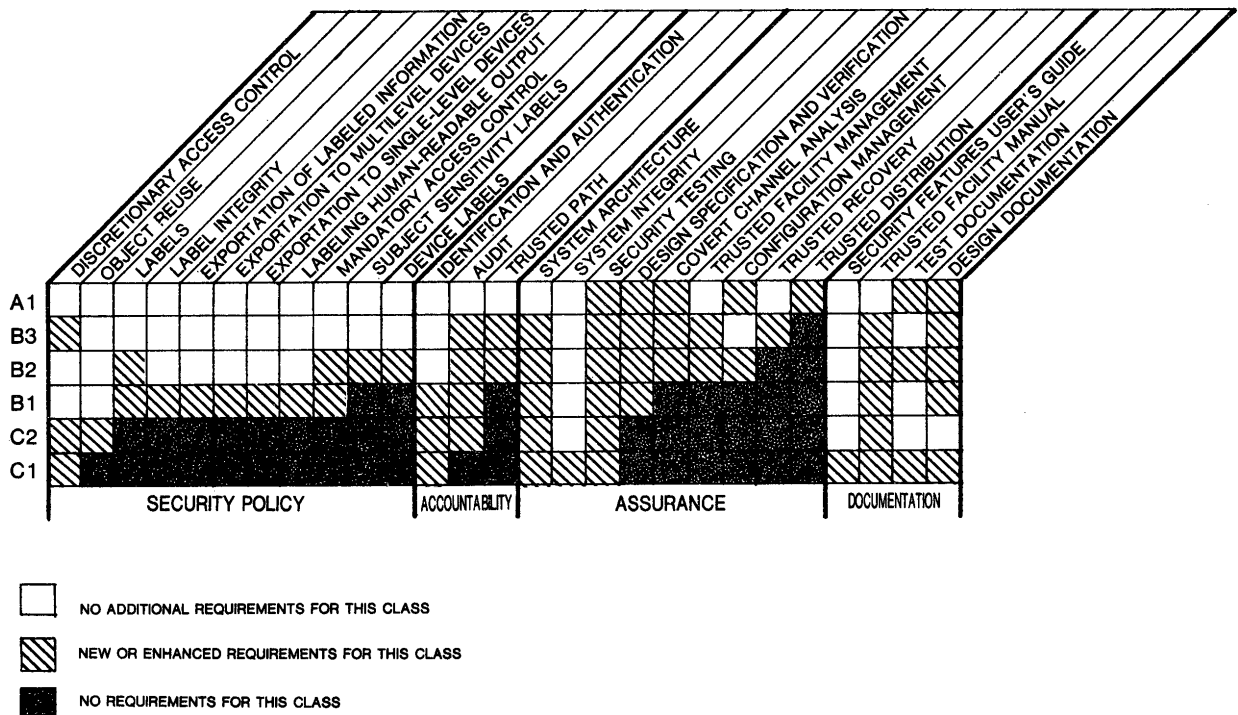 DISCRETIONARY ACCESS CONTROL
OBJECT REUSE
LABELS
LABEL INTEGRITY
EXPORTATION OF LABELED INFORMATION
EXPORTATION TO MULTILEVEL DEVICES
EXPORTATION TO SINGLE-LEVEL DEVICES
LABELING HUMAN-READABLE OUTPUT
MANDATORY ACCESS CONTROL
SUBJECT SENSITIVITY LABELS
DEVICE LABELS
IDENTIFICATION AND AUTHENTICATION
AUDIT
TRUSTED PATH
SYSTEM ARCHITECTURE
SYSTEM INTEGRITY
SECURITY TESTING
DESIGN SPECIFICATION AND VERIFICATION
COVERT CHANNEL ANALYSIS
TRUSTED FACILITY MANAGEMENT
CONFIGURATION MANAGEMENT
TRUSTED RECOVERY
TRUSTED DISTRIBUTION
SECURITY FEATURES USER'S GUIDE
TRUSTED FACILITY MANUAL
TEST DOCUMENTATION
DESIGN DOCUMENTATION
A1
B3
B2
B1
C2
C1
SECURITY POLICY
ACCOUNTABILITY
ASSURANCE
DOCUMENTATION
NO ADDITIONAL REQUIREMENTS FOR THIS CLASS
NEW OR ENHANCED REQUIREMENTS FOR THIS CLASS
NO REQUIREMENTS FOR THIS CLASS